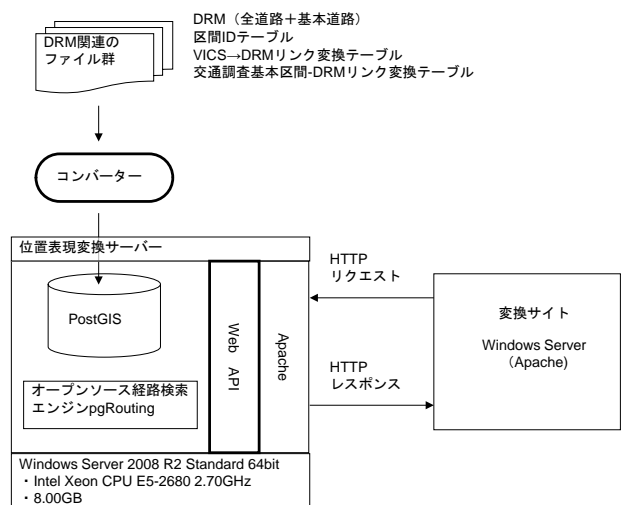 DRM関連の
ファイル群
DRM（全道路＋基本道路）
区間IDテーブル
VICS→DRMリンク変換テーブル
交通調査基本区間-DRMリンク変換テーブル
コンバーター
位置表現変換サーバー
PostGIS
オープンソース経路検索
エンジンpgRouting
Web API
Apache
HTTP
リクエスト
HTTP
レスポンス
変換サイト
Windows Server
（Apache)
Windows Server 2008 R2 Standard 64bit
・Intel Xeon CPU E5-2680 2.70GHz
・8.00GB